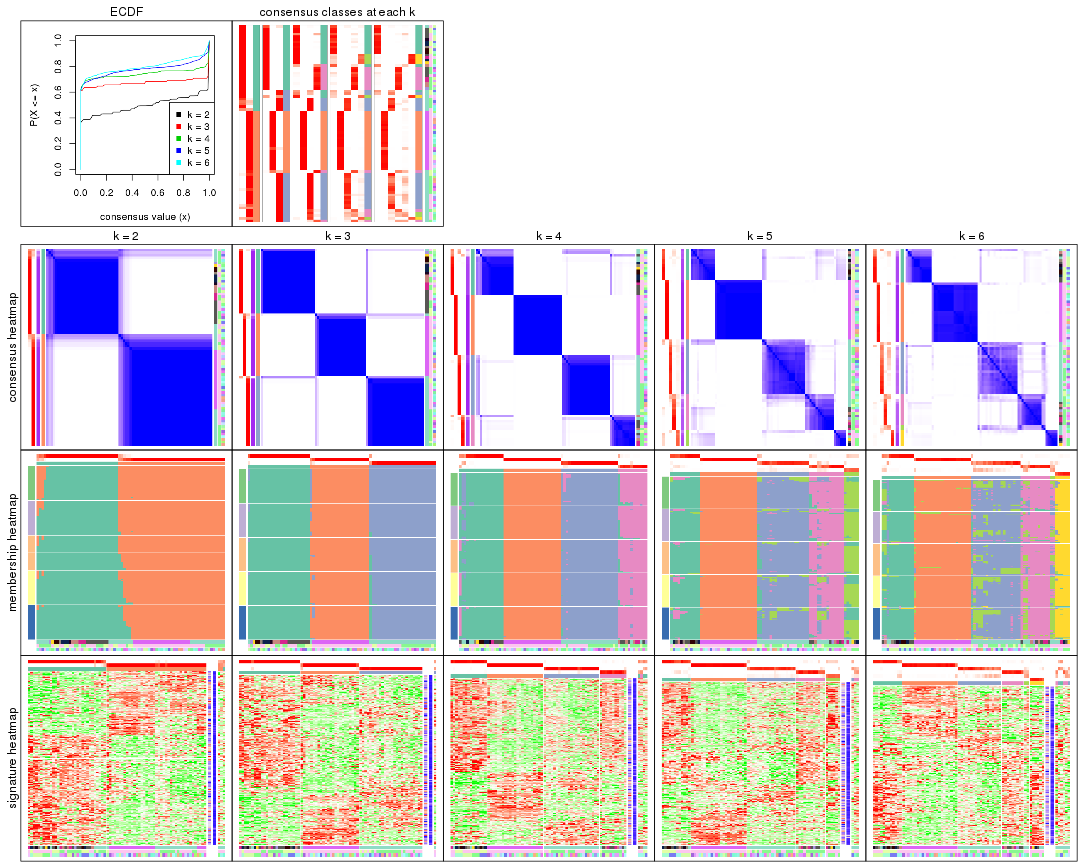 ECDF
consensus classes at each k
P(X <= x)
1.0
0.8
0.6
0.4
0.2
0.0
k = 2
k = 3
k = 4
k = 5
k = 6
0.0 0.2 0.4 0.6 0.8 1.0
consensus value (x)
k = 2
k = 3
k = 4
k = 5
k = 6
consensus heatmap
membership heatmap
signature heatmap